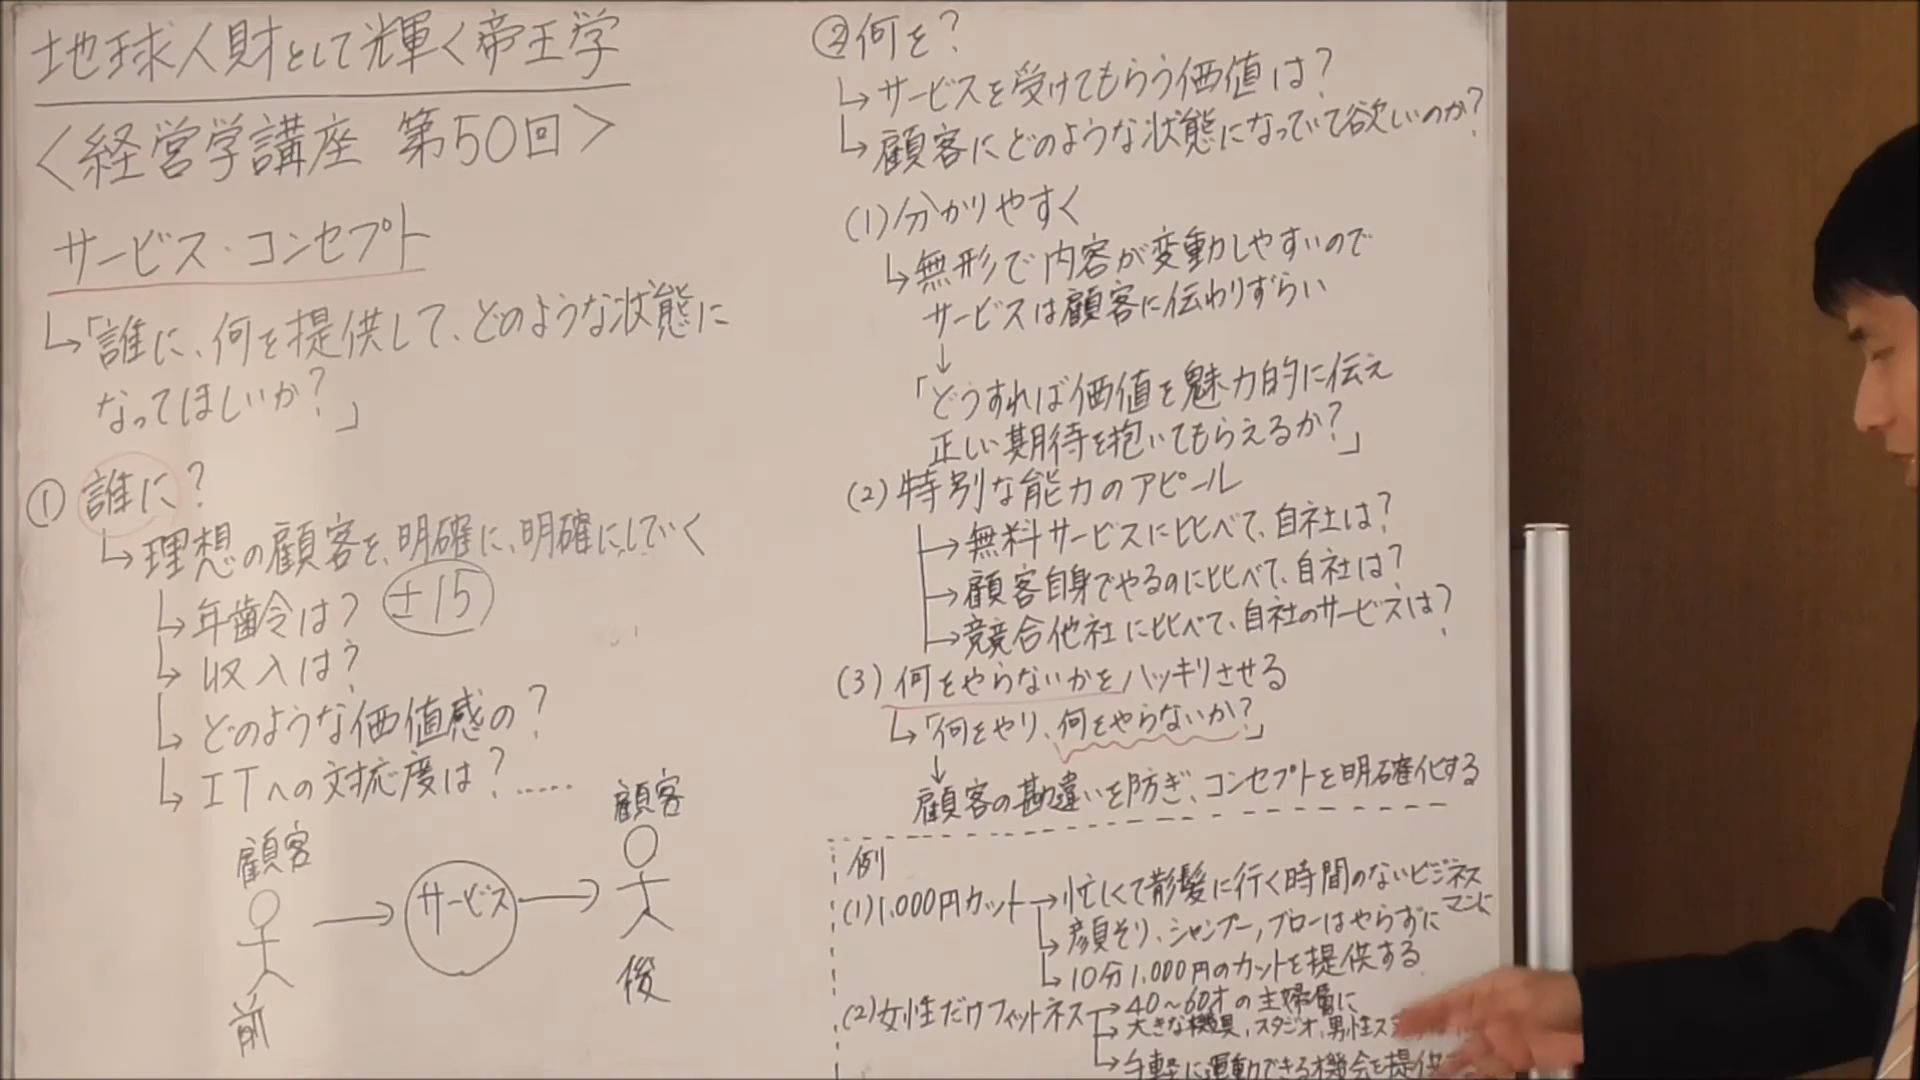 地球人財として輝く帝王学
<経営学講座 第50回>
サービス・コンセプト
↳「誰に、何を提供して、どのような状態に
なってほしいか?」
① 誰に?
↳理想の顧客を、明確に、明確にしていく
↳年齢は? ±15
↳収入は?
↳どのような価値感の?
↳ITへの対応度は?……
顧客
前
→
サービス
→
顧客
後
②何を?
↳サービスを受けてもらう価値は?
↳顧客にどのような状態になっていて欲しいのか?
(1)分かりやすく
↳無形で内容が変動しやすいので
サービスは顧客に伝わりずらい
↓
「どうすれば価値を魅力的に伝え
正しい期待を抱いてもらえるか?」
(2)特別な能力のアピール
→無料サービスに比べて、自社は?
→顧客自身でやるのに比べて、自社は?
→競合他社に比べて、自社のサービスは?
(3)何をやらないかをハッキリさせる
↳「何をやり、何をやらないか?」
↓
顧客の勘違いを防ぎ、コンセプトを明確化する
例
(1)1,000円カット→忙しくて散髪に行く時間のないビジネス
マンに
↳顔そり、シャンプー,ブローはやらずに
↳10分1,000円のカットを提供する
(2)女性だけフィットネス→40～60才の主婦層に
→大きな機具,スタジオ,男性ス
↳手軽に運動できる機会を提供